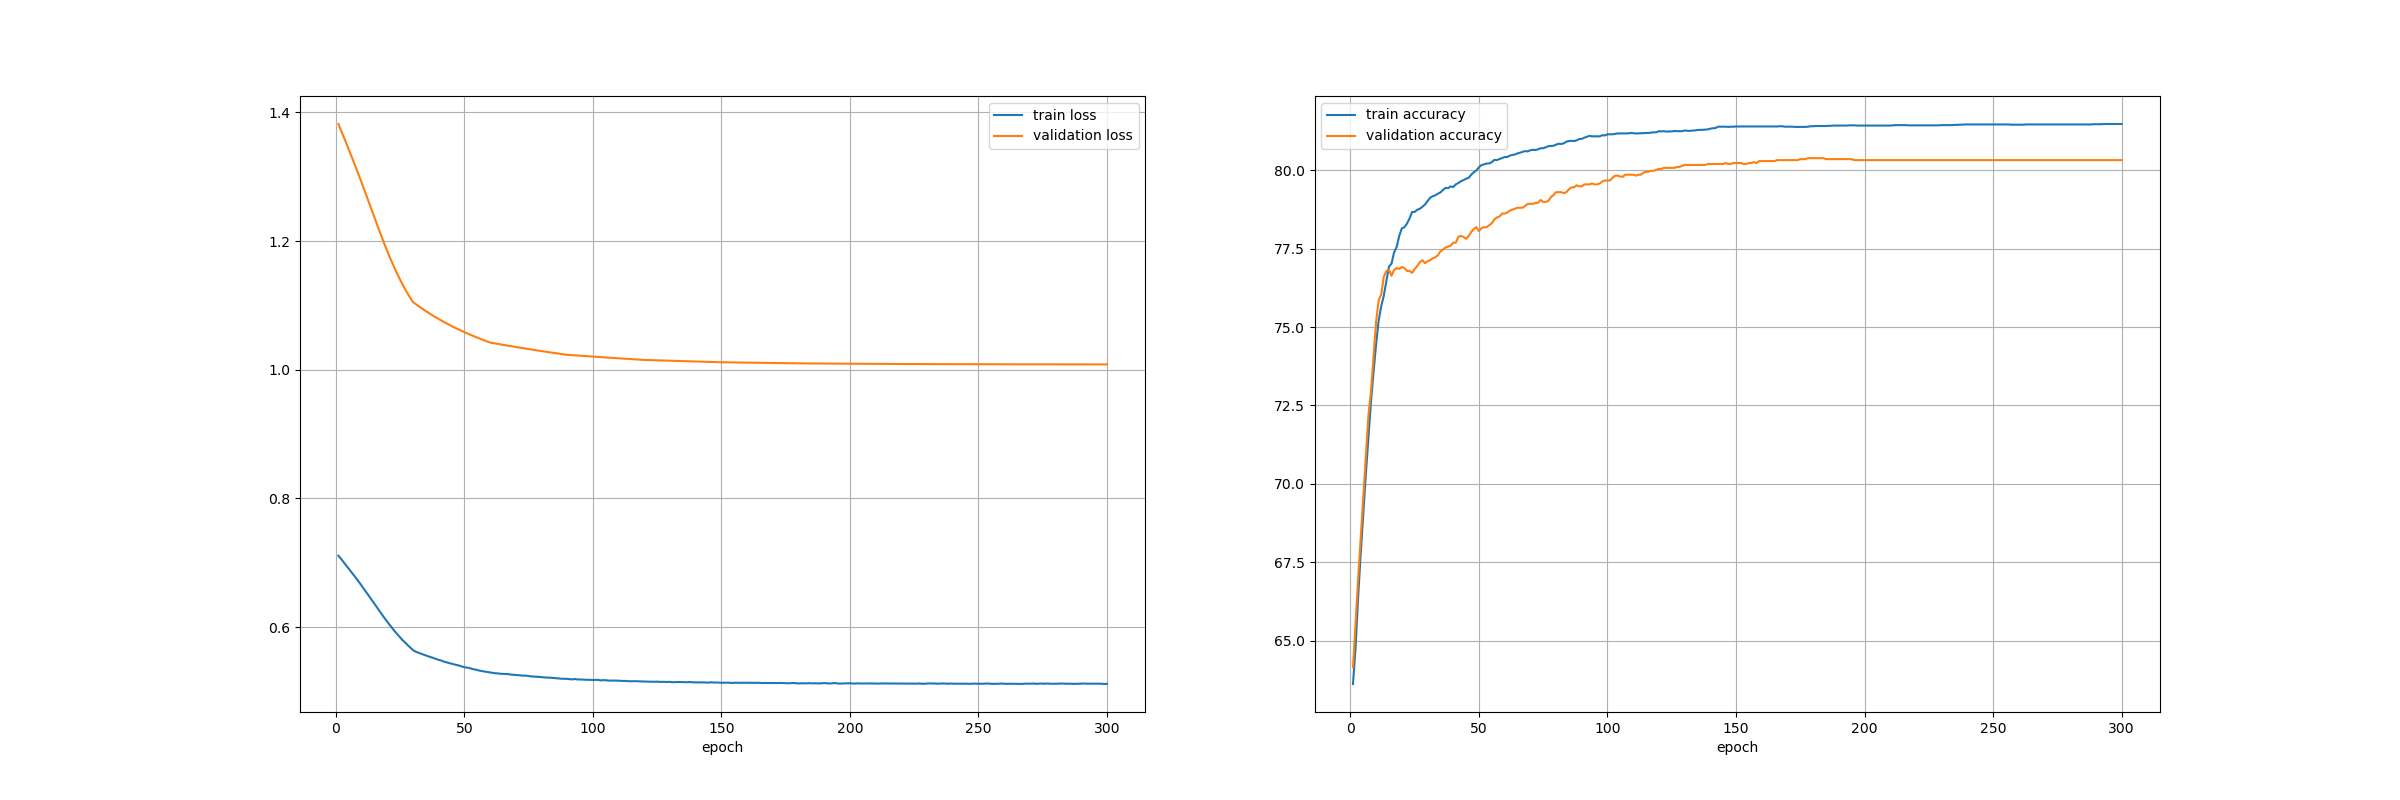 1.4
1.2
1.0
0.8
0.6
0 50 100 150 200 250 300
epoch
train loss
validation loss
80.0
77.5
75.0
72.5
70.0
67.5
65.0
0 50 100 150 200 250 300
epoch
train accuracy
validation accuracy